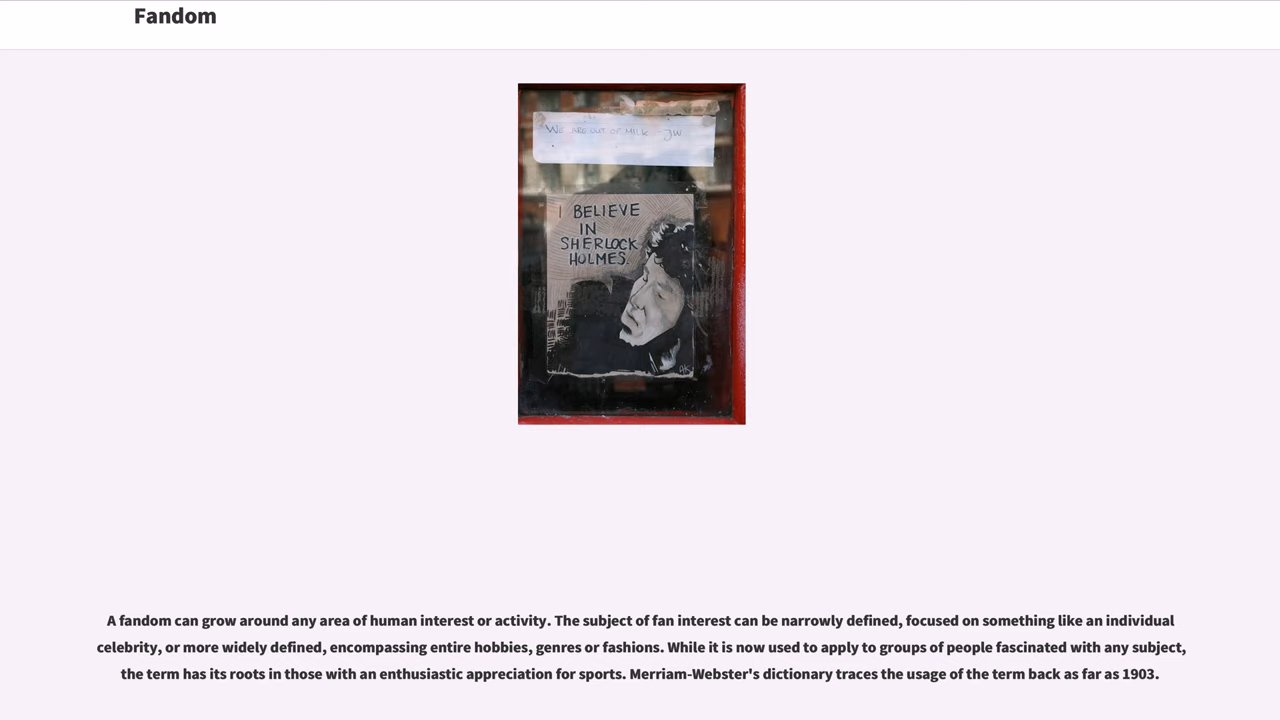 Fandom
WE ARE OUT OF MILK -JW
I BELIEVE
IN
SHERLOCK
HOLMES.
A fandom can grow around any area of human interest or activity. The subject of fan interest can be narrowly defined, focused on something like an individual
celebrity, or more widely defined, encompassing entire hobbies, genres or fashions. While it is now used to apply to groups of people fascinated with any subject,
the term has its roots in those with an enthusiastic appreciation for sports. Merriam-Webster's dictionary traces the usage of the term back as far as 1903.